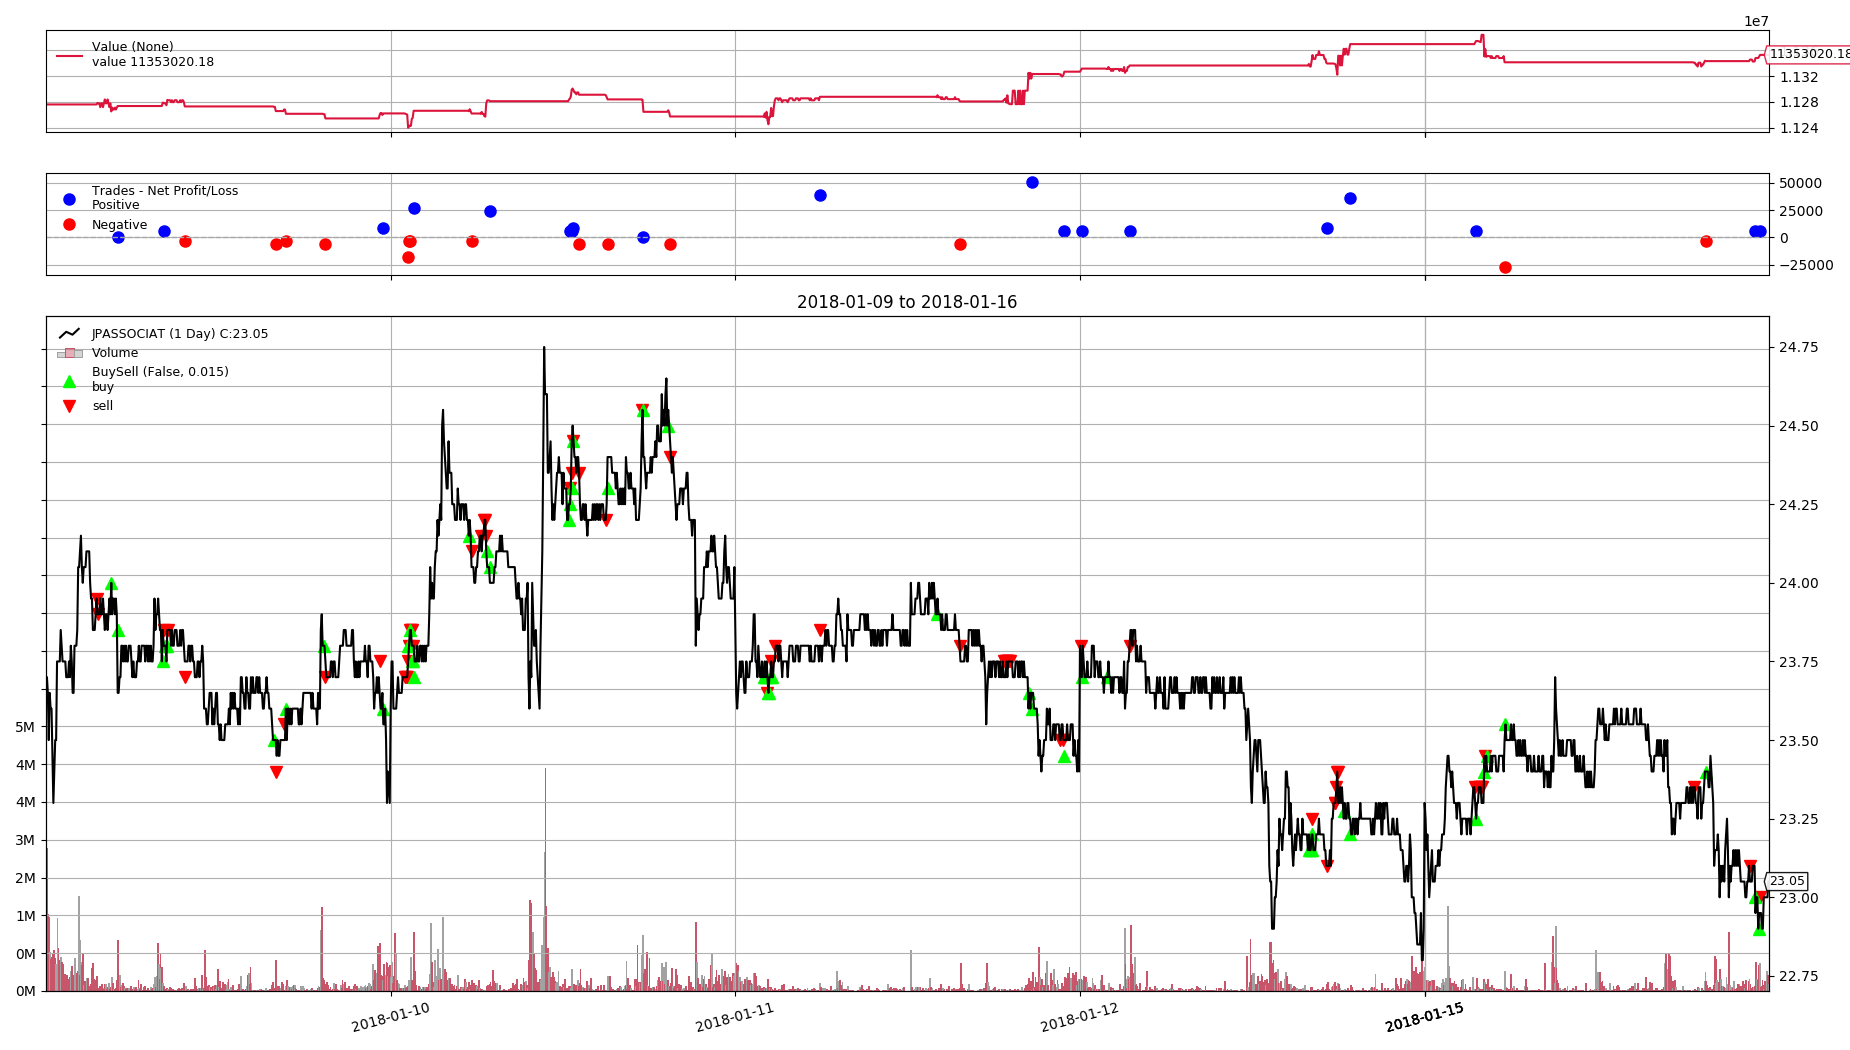 1e7
Value (None)
value 11353020.18
11353020.18
1.132
1.128
1.124
Trades - Net Profit/Loss
Positive
Negative
50000
25000
0
−25000
2018-01-09 to 2018-01-16
JPASSOCIAT (1 Day) C:23.05
Volume
BuySell (False, 0.015)
buy
sell
24.75
24.50
24.25
24.00
23.75
23.50
23.25
23.05
23.00
22.75
5M
4M
4M
3M
2M
1M
0M
0M
2018-01-10
2018-01-11
2018-01-12
2018-01-15